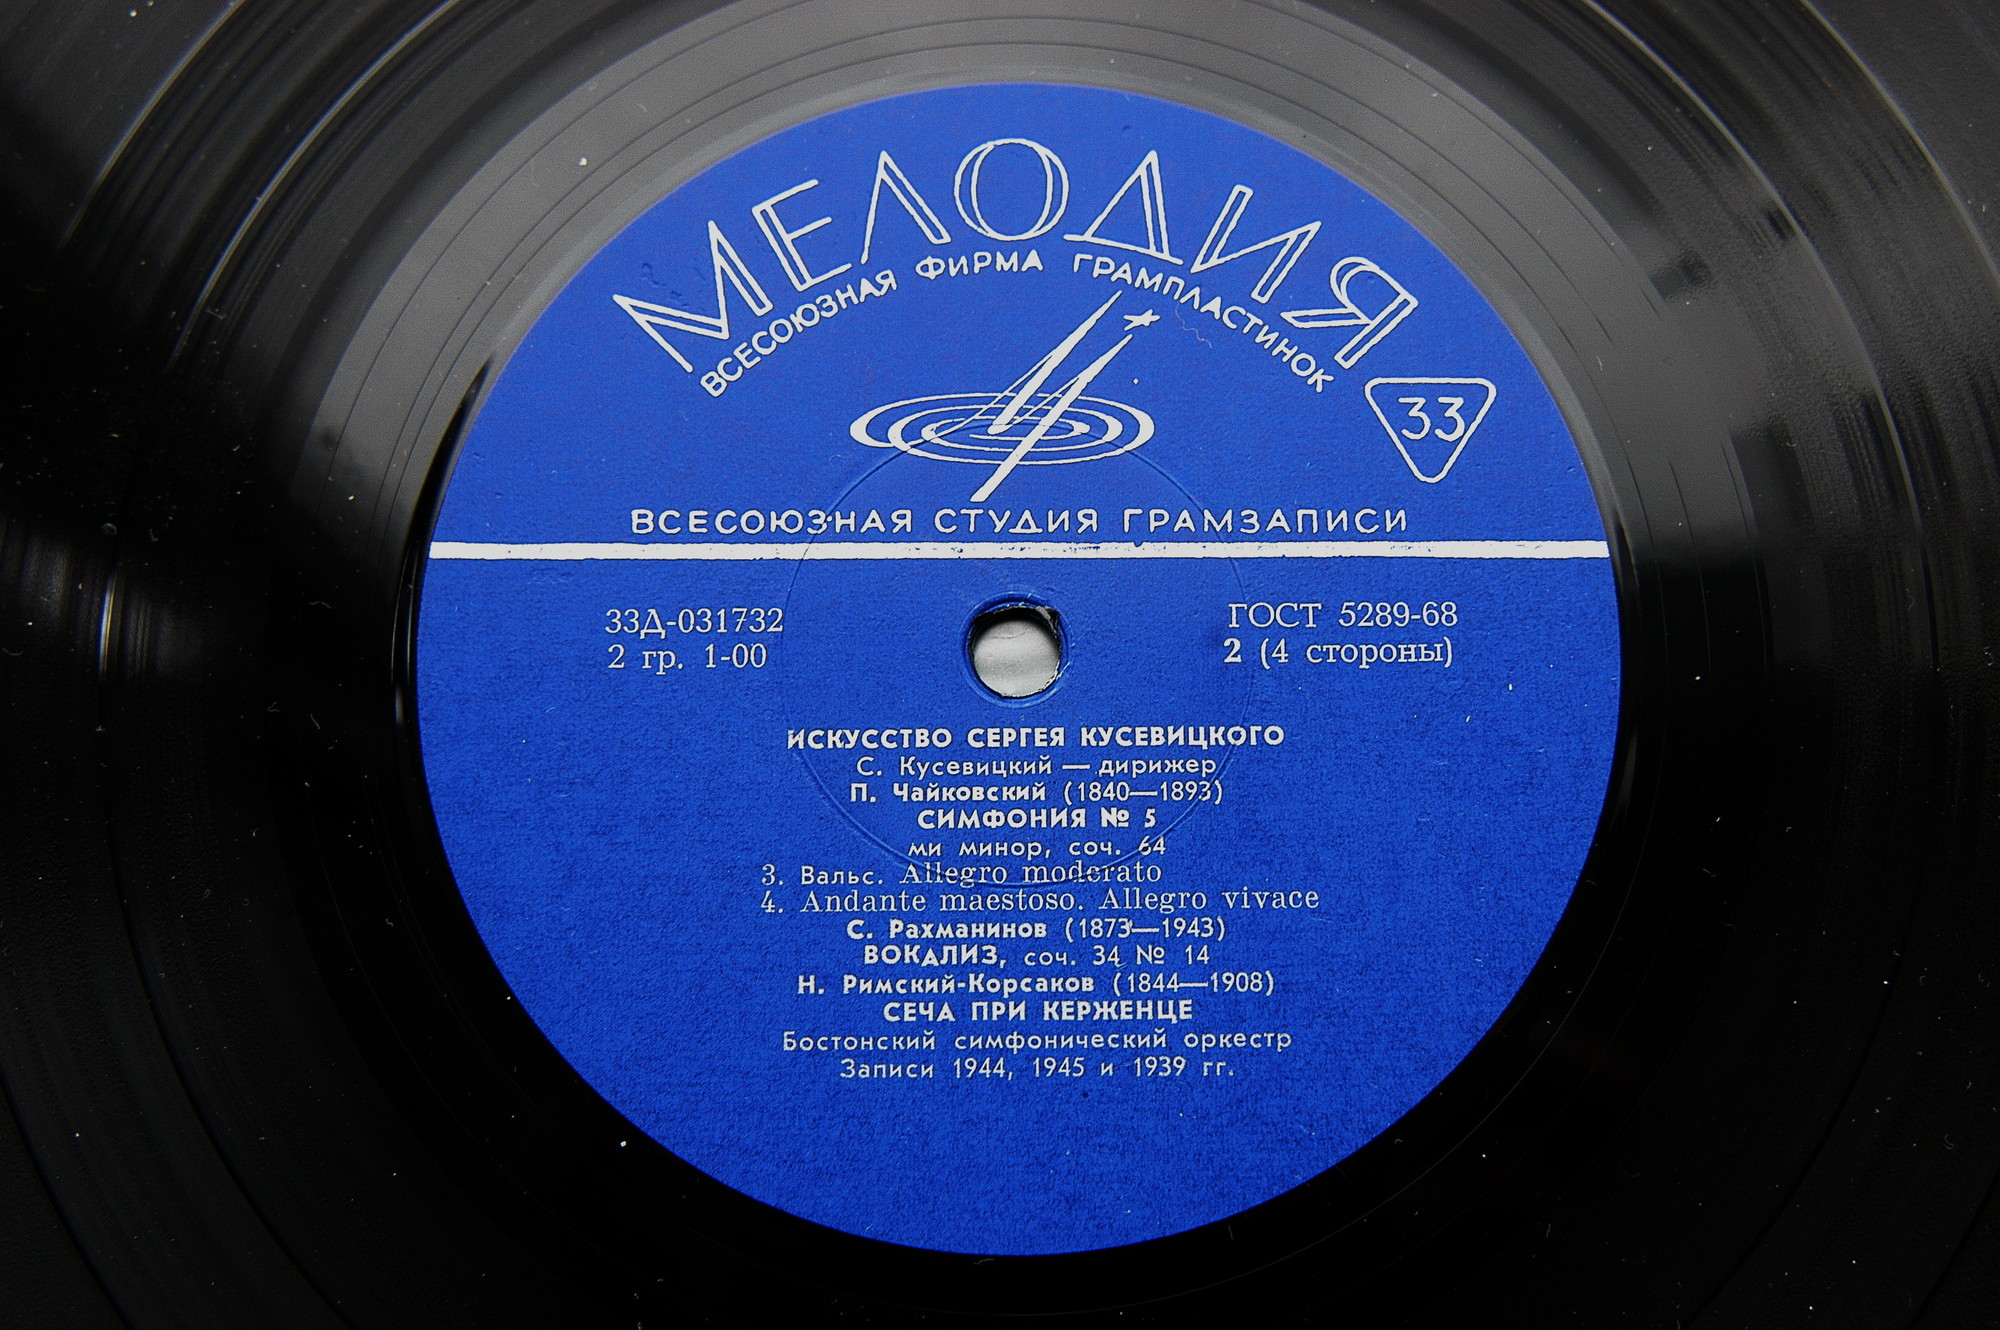 МЕЛОДИЯ
ВСЕСОЮЗНАЯ ФИРМА ГРАМПЛАСТИНОК
33
ВСЕСОЮЗНАЯ СТУДИЯ ГРАМЗАПИСИ
33Д-031732
ГОСТ 5289-68
2 гр. 1-00
2 (4 стороны)
ИСКУССТВО СЕРГЕЯ КУСЕВИЦКОГО
С. Кусевицкий — дирижер
П. Чайковский (1840—1893)
СИМФОНИЯ № 5
ми минор, соч. 64
3. Вальс. Allegro moderato
4. Andante maestoso. Allegro vivace
С. Рахманинов (1873—1943)
ВОКАЛИЗ, соч. 34 № 14
Н. Римский-Корсаков (1844—1908)
СЕЧА ПРИ КЕРЖЕНЦЕ
Бостонский симфонический оркестр
Записи 1944, 1945 и 1939 гг.